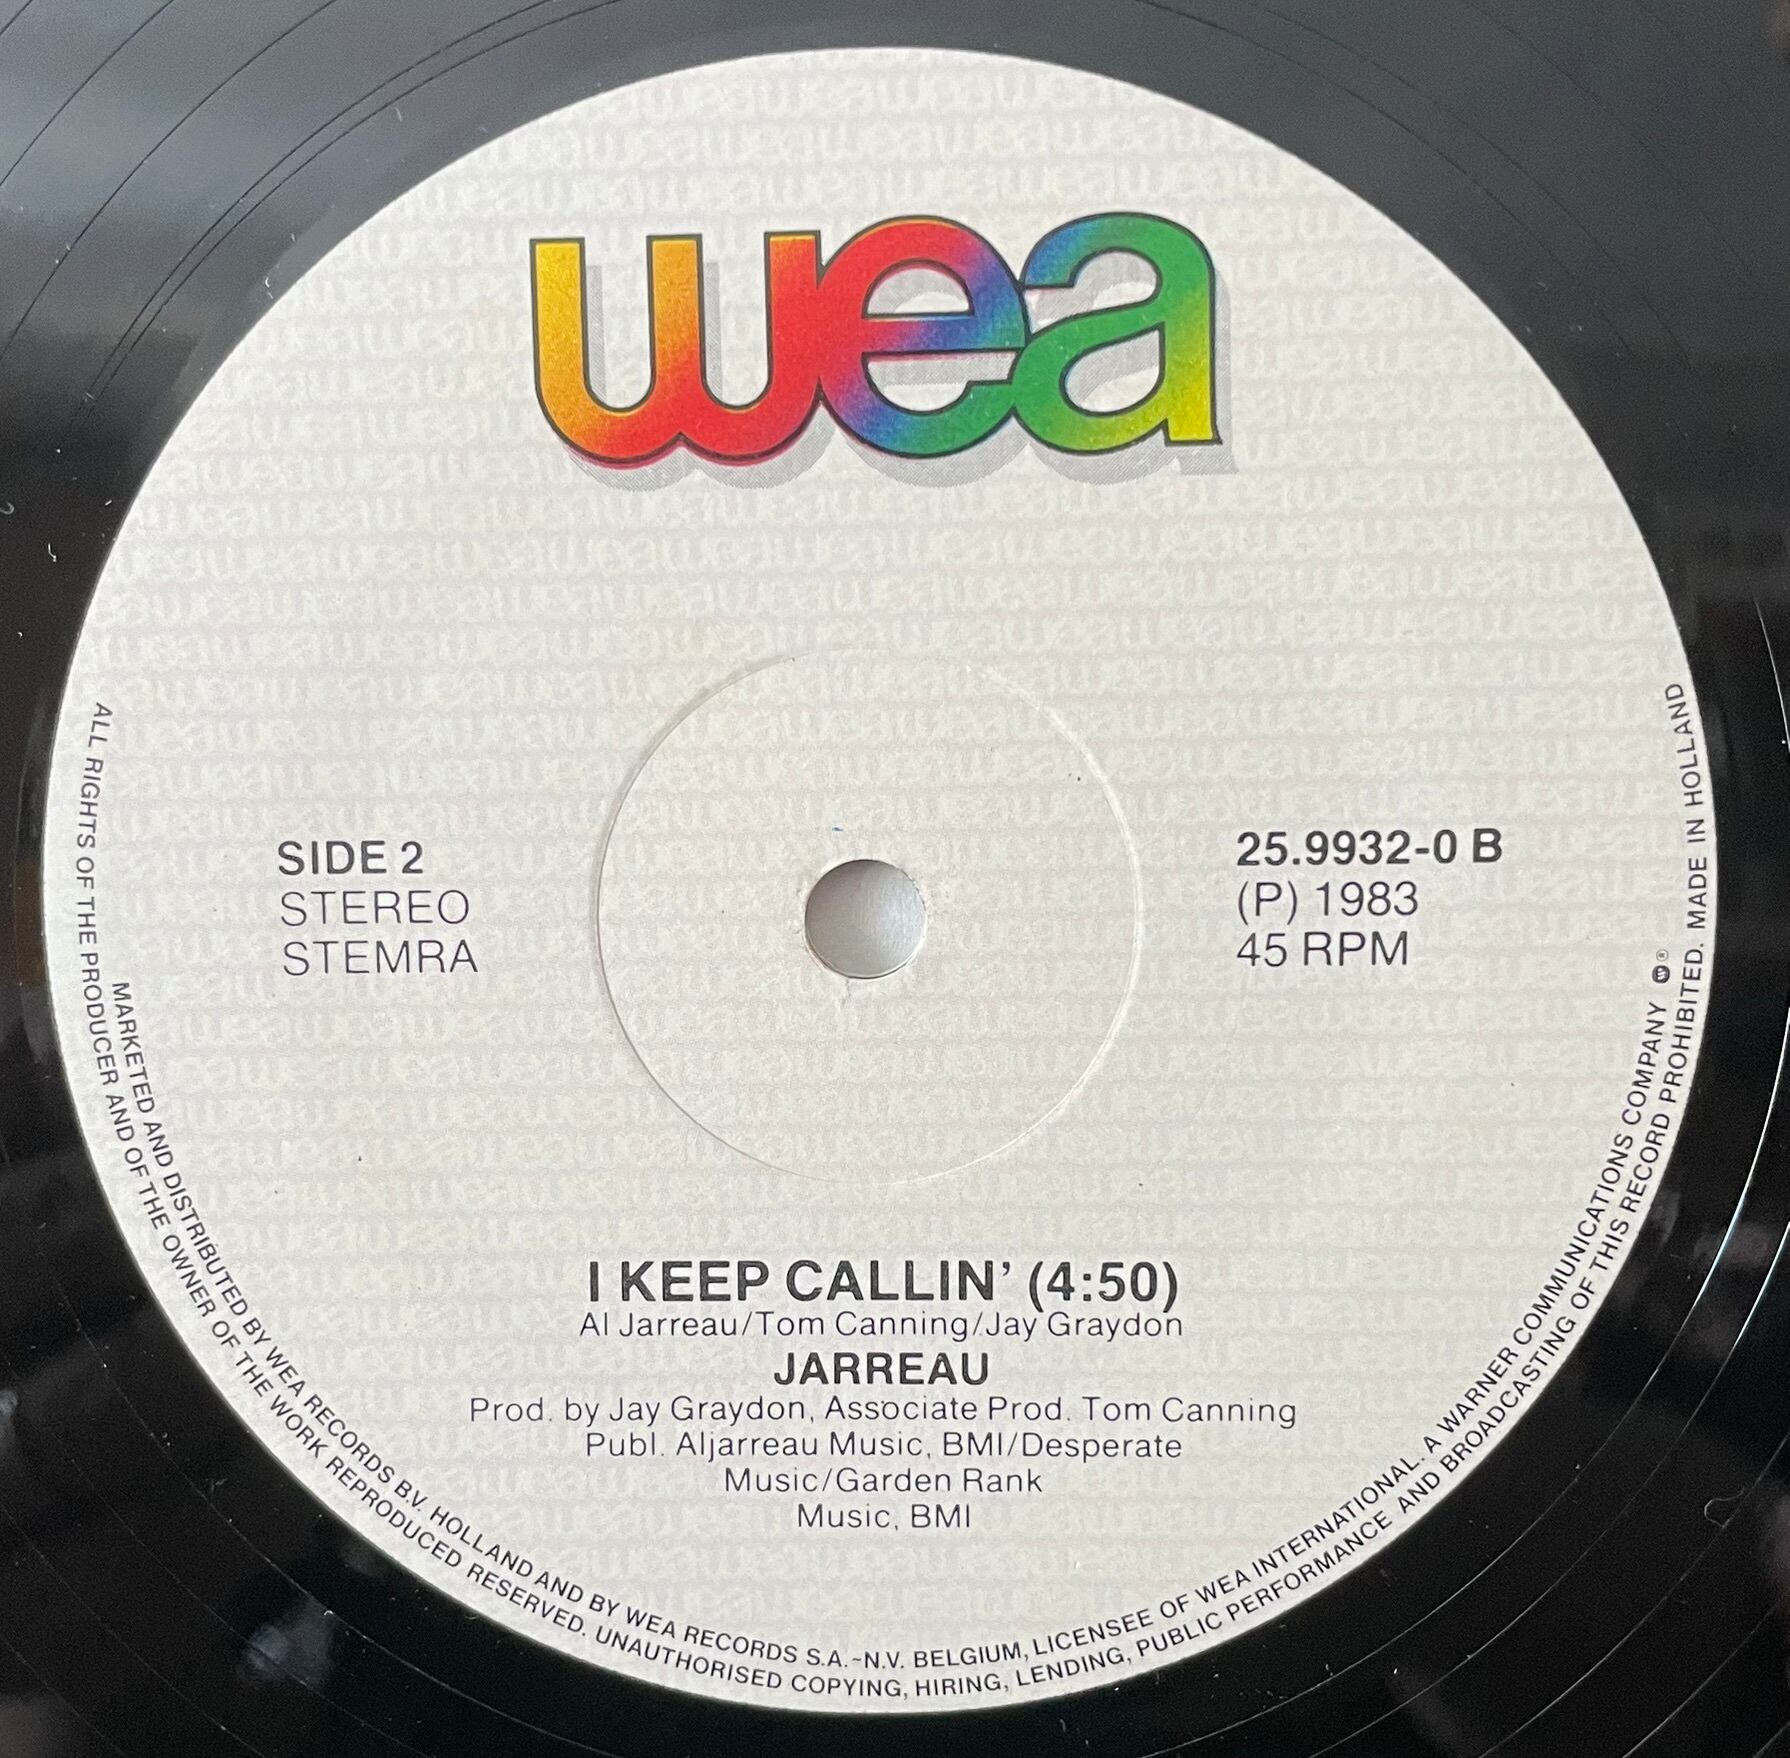 wea
SIDE 2
STEREO
STEMRA
25.9932-0 B
(P) 1983
45 RPM
I KEEP CALLIN' (4:50)
Al Jarreau/Tom Canning/Jay Graydon
JARREAU
Prod. by Jay Graydon, Associate Prod. Tom Canning
Publ. Aljarreau Music, BMI/Desperate
Music/Garden Rank
Music, BMI
MARKETED AND DISTRIBUTED BY WEA RECORDS B.V. HOLLAND AND BY WEA RECORDS S.A.-N.V. BELGIUM, LICENSEE OF WEA INTERNATIONAL. A WARNER COMMUNICATIONS COMPANY ®
ALL RIGHTS OF THE PRODUCER AND OF THE OWNER OF THE WORK REPRODUCED RESERVED. UNAUTHORISED COPYING, HIRING, LENDING, PUBLIC PERFORMANCE AND BROADCASTING OF THIS RECORD PROHIBITED. MADE IN HOLLAND